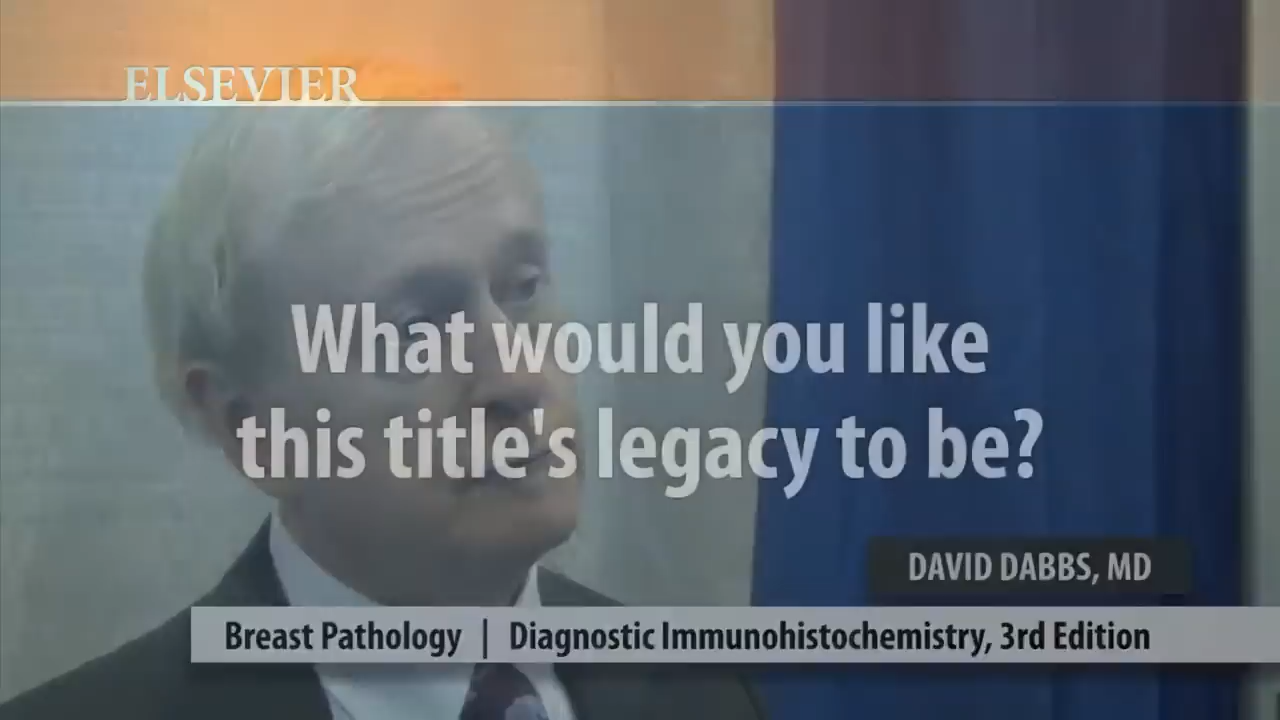 ELSEVIER
What would you like
this title's legacy to be?
DAVID DABBS, MD
Breast Pathology | Diagnostic Immunohistochemistry, 3rd Edition